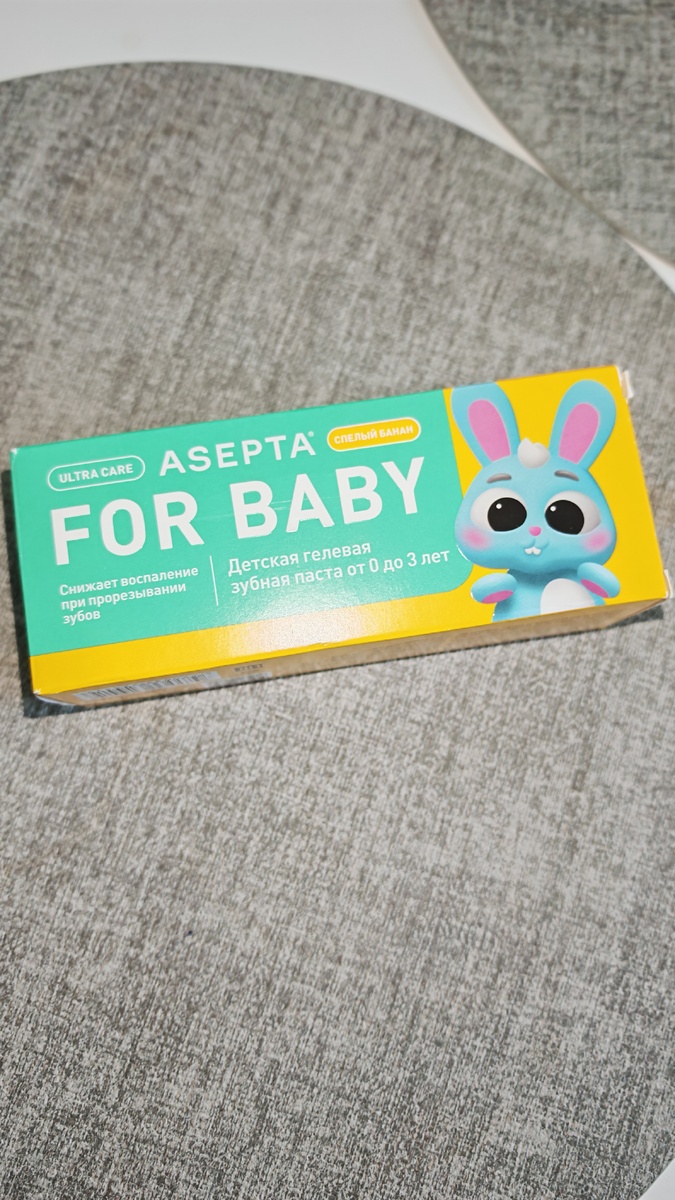 ULTRA CARE
ASEPTA®
СПЕЛЫЙ БАНАН
FOR BABY
Снижает воспаление
при прорезывании
зубов
Детская гелевая
зубная паста от 0 до 3 лет